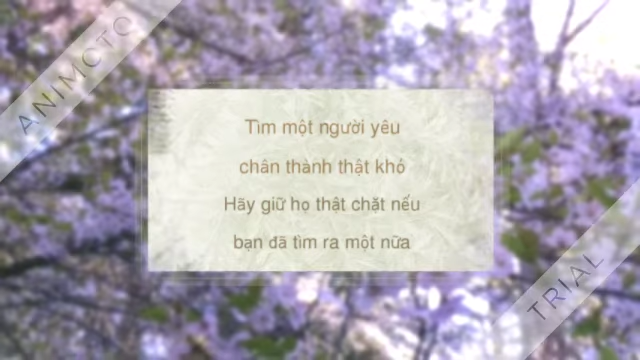 ANIMOTO
Tìm một người yêu
chân thành thật khó
Hãy giữ họ thật chặt nếu
bạn đã tìm ra một nữa
TRIAL